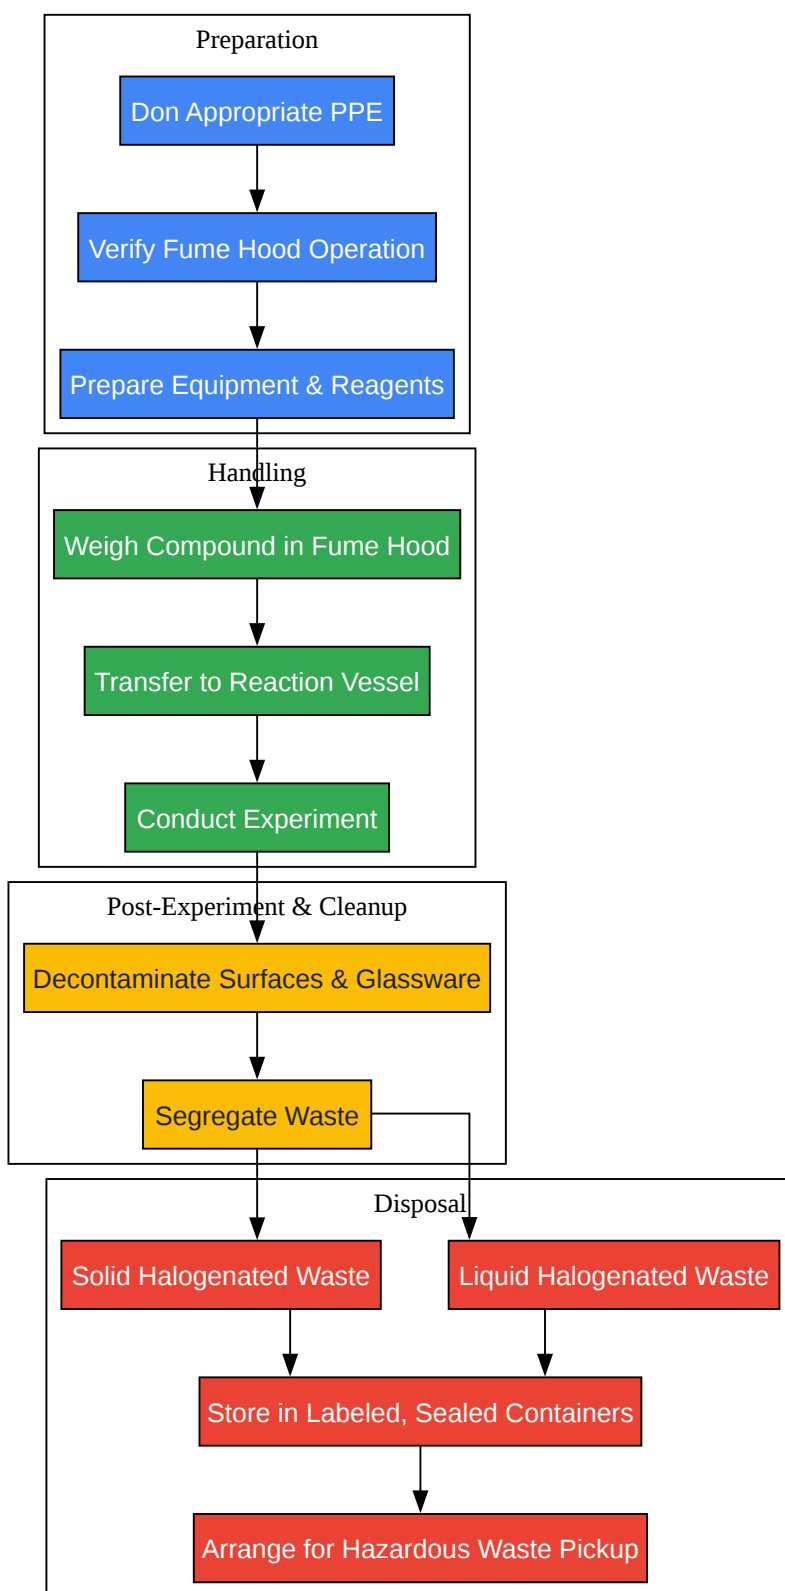 Preparation
Don Appropriate PPE
Verify Fume Hood Operation
Prepare Equipment & Reagents
Handling
Weigh Compound in Fume Hood
Transfer to Reaction Vessel
Conduct Experiment
Post-Experiment & Cleanup
Decontaminate Surfaces & Glassware
Segregate Waste
Disposal
Solid Halogenated Waste
Liquid Halogenated Waste
Store in Labeled, Sealed Containers
Arrange for Hazardous Waste Pickup